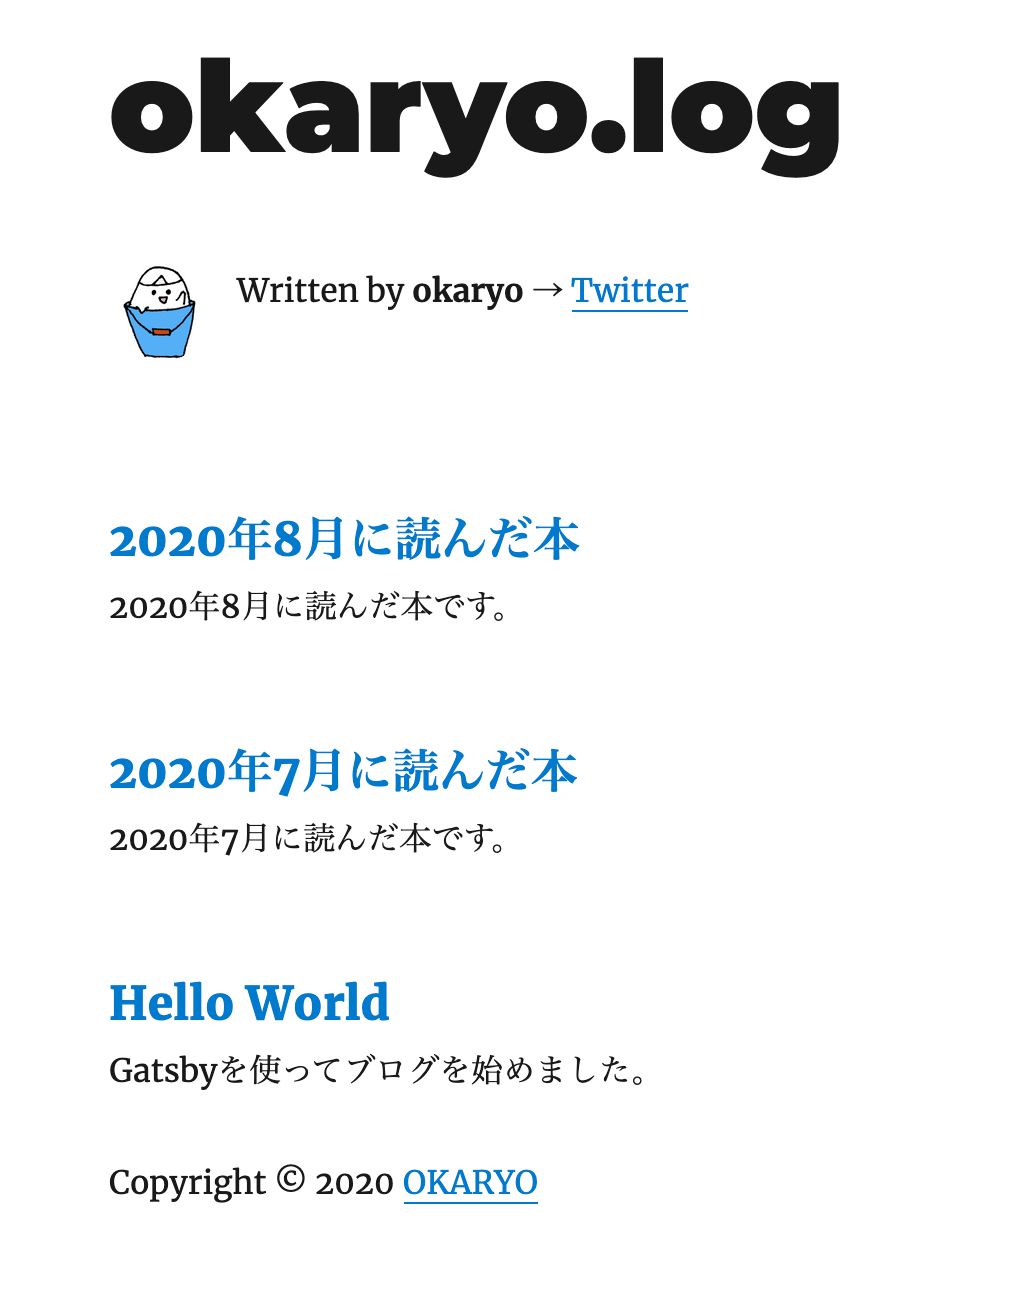 okaryo.log
Written by okaryo → Twitter
2020年8月に読んだ本
2020年8月に読んだ本です。
2020年7月に読んだ本
2020年7月に読んだ本です。
Hello World
Gatsbyを使ってブログを始めました。
Copyright © 2020 OKARYO